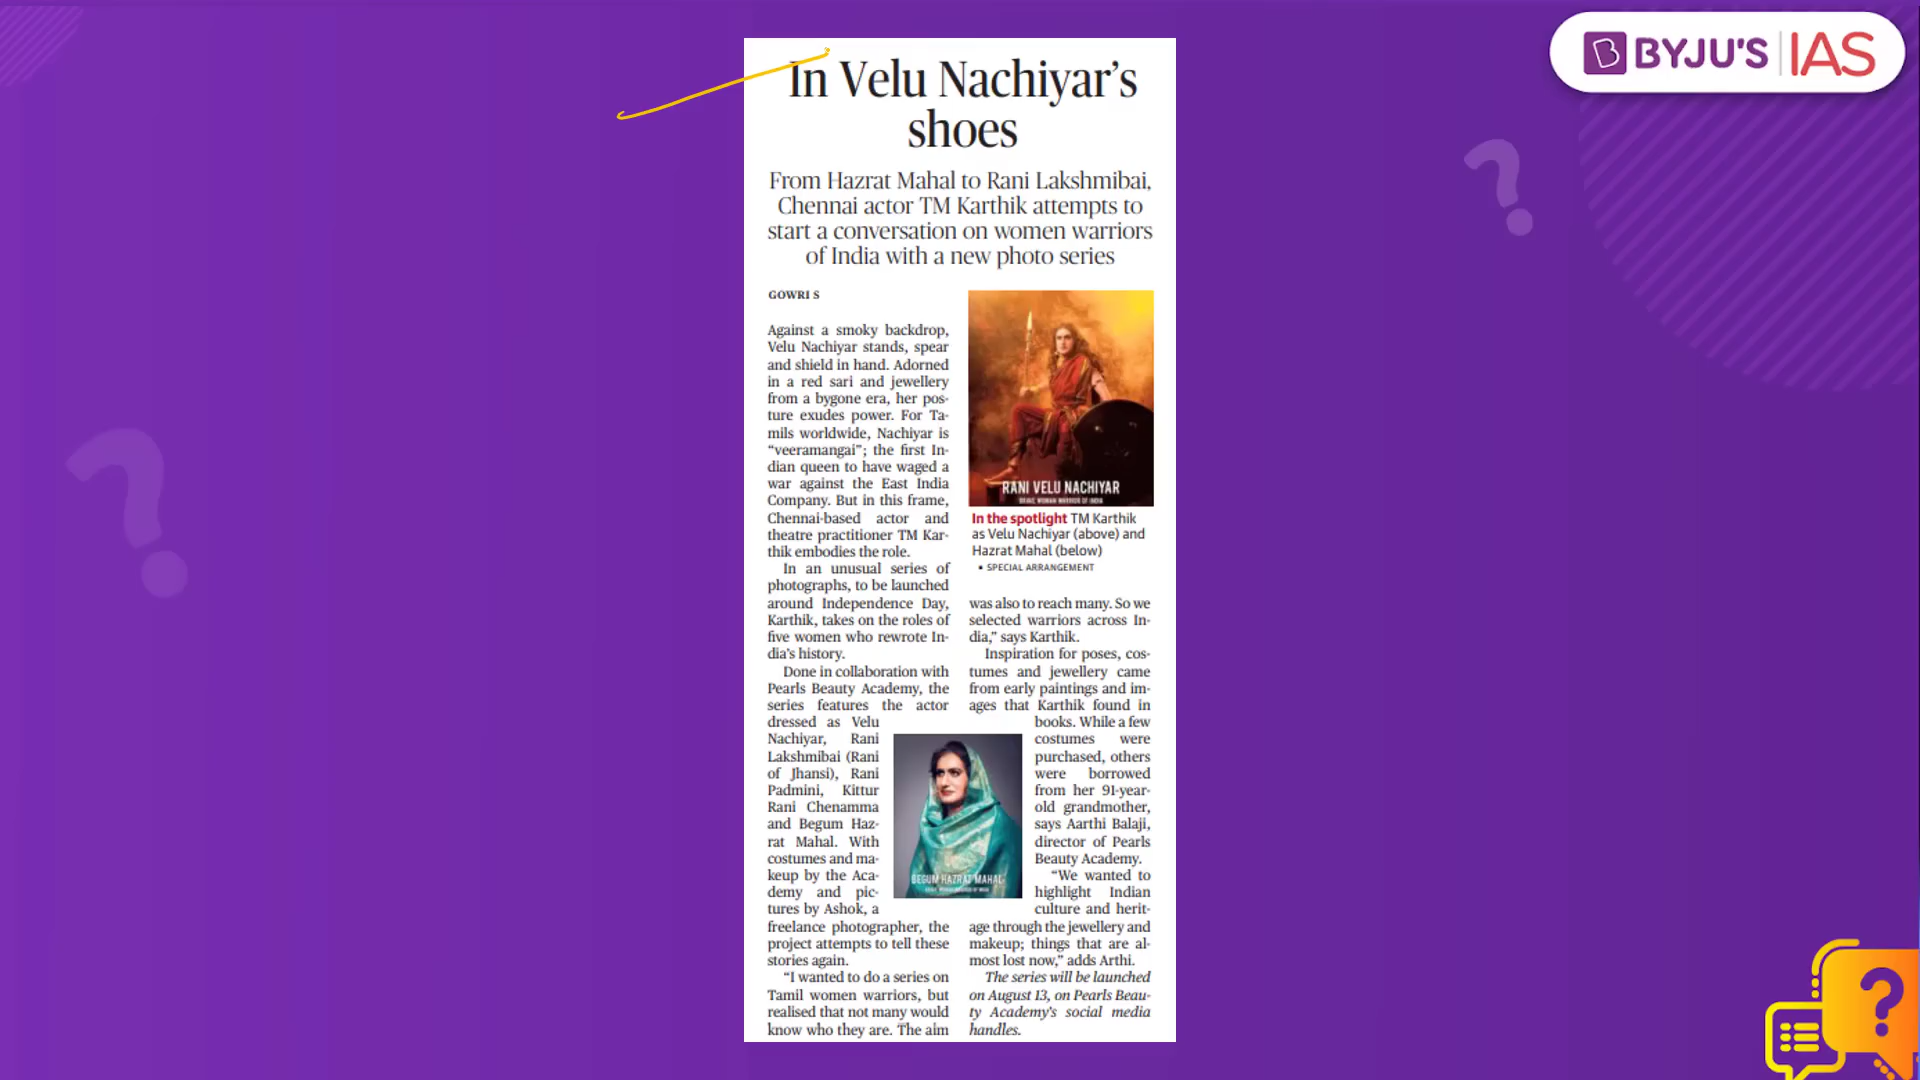 BYJU'S IAS
In Velu Nachiyar's
shoes
From Hazrat Mahal to Rani Lakshmibai,
Chennai actor TM Karthik attempts to
start a conversation on women warriors
of India with a new photo series
GOWRI S
Against a smoky backdrop,
Velu Nachiyar stands, spear
and shield in hand. Adorned
in a red sari and jewellery
from a bygone era, her pos-
ture exudes power. For Ta-
mils worldwide, Nachiyar is
“veeramangai”; the first In-
dian queen to have waged a
war against the East India
Company. But in this frame,
Chennai-based actor and
theatre practitioner TM Kar-
thik embodies the role.
In an unusual series of
photographs, to be launched
around Independence Day,
Karthik, takes on the roles of
five women who rewrote In-
dia's history.
Done in collaboration with
Pearls Beauty Academy, the
series features the actor
dressed as Velu
Nachiyar, Rani
Lakshmibai (Rani
of Jhansi), Rani
Padmini, Kittur
Rani Chenamma
and Begum Haz-
rat Mahal. With
costumes and ma-
keup by the Aca-
demy and pic-
tures by Ashok, a
freelance photographer, the
project attempts to tell these
stories again.
“I wanted to do a series on
Tamil women warriors, but
realised that not many would
know who they are. The aim
RANI VELU NACHIYAR
BRAVE WOMAN WARRIOR OF INDIA
In the spotlight TM Karthik
as Velu Nachiyar (above) and
Hazrat Mahal (below)
▪ SPECIAL ARRANGEMENT
was also to reach many. So we
selected warriors across In-
dia,” says Karthik.
Inspiration for poses, cos-
tumes and jewellery came
from early paintings and im-
ages that Karthik found in
books. While a few
costumes were
purchased, others
were borrowed
from her 91-year-
old grandmother,
says Aarthi Balaji,
director of Pearls
Beauty Academy.
“We wanted to
highlight Indian
culture and herit-
age through the jewellery and
makeup; things that are al-
most lost now,” adds Arthi.
The series will be launched
on August 13, on Pearls Beau-
ty Academy's social media
handles.
BEGUM HAZRAT MAHAL